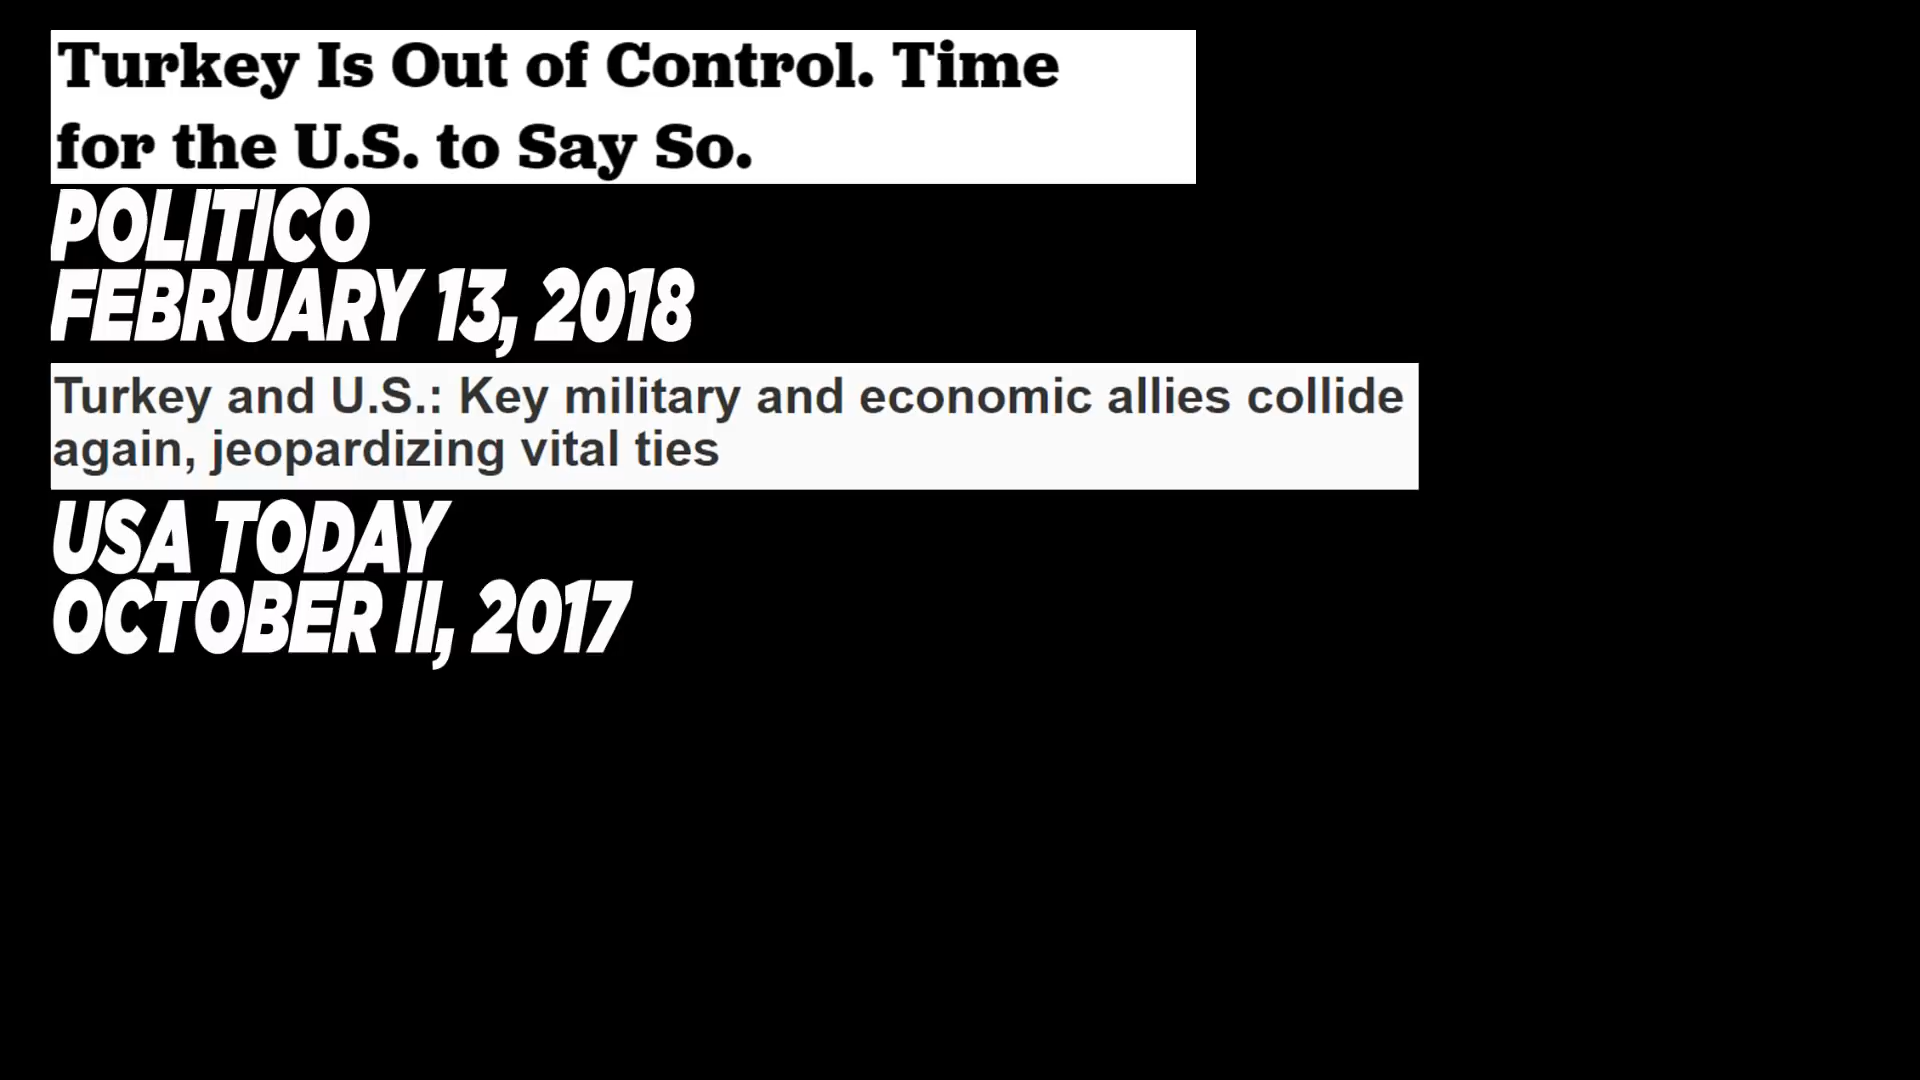 Turkey Is Out of Control. Time
for the U.S. to Say So.
POLITICO
FEBRUARY 13, 2018
Turkey and U.S.: Key military and economic allies collide
again, jeopardizing vital ties
USA TODAY
OCTOBER 11, 2017